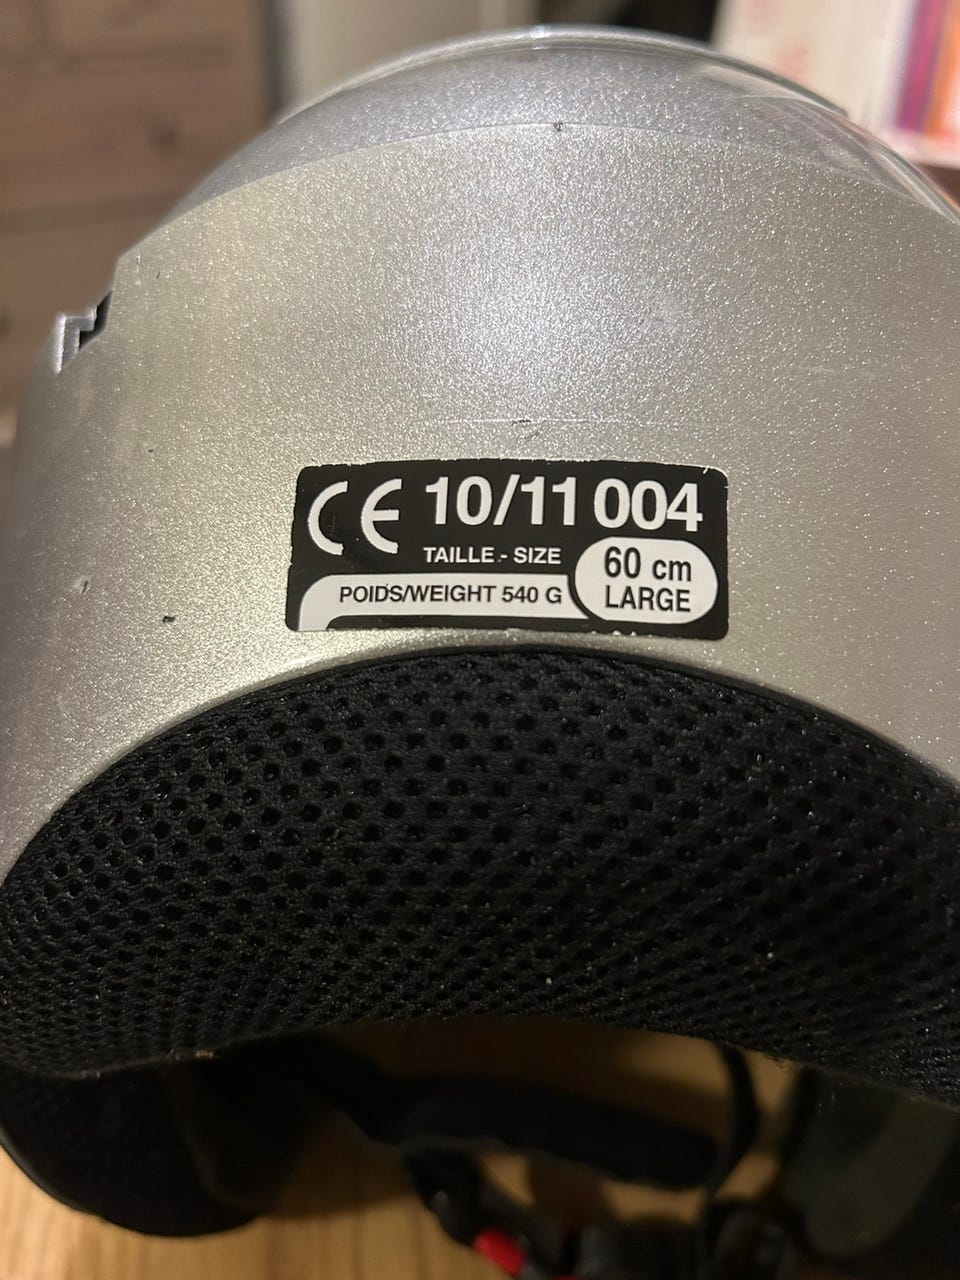 CE 10/11 004
TAILLE - SIZE
60 cm
LARGE
POIDS/WEIGHT 540 G